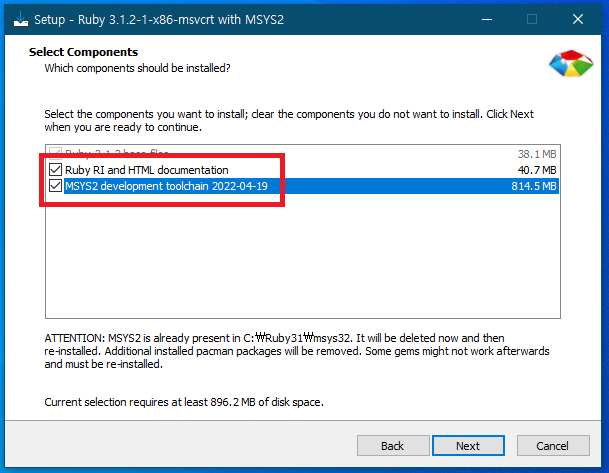 Setup - Ruby 3.1.2-1-x86-msvcrt with MSYS2
Select Components
Which components should be installed?
Select the components you want to install; clear the components you do not want to install. Click Next
when you are ready to continue.
Ruby 3.1.2 base files 38.1 MB
Ruby RI and HTML documentation 40.7 MB
MSYS2 development toolchain 2022-04-19 814.5 MB
ATTENTION: MSYS2 is already present in C:₩Ruby31₩msys32. It will be deleted now and then
re-installed. Additional installed pacman packages will be removed. Some gems might not work afterwards
and must be re-installed.
Current selection requires at least 896.2 MB of disk space.
Back Next Cancel